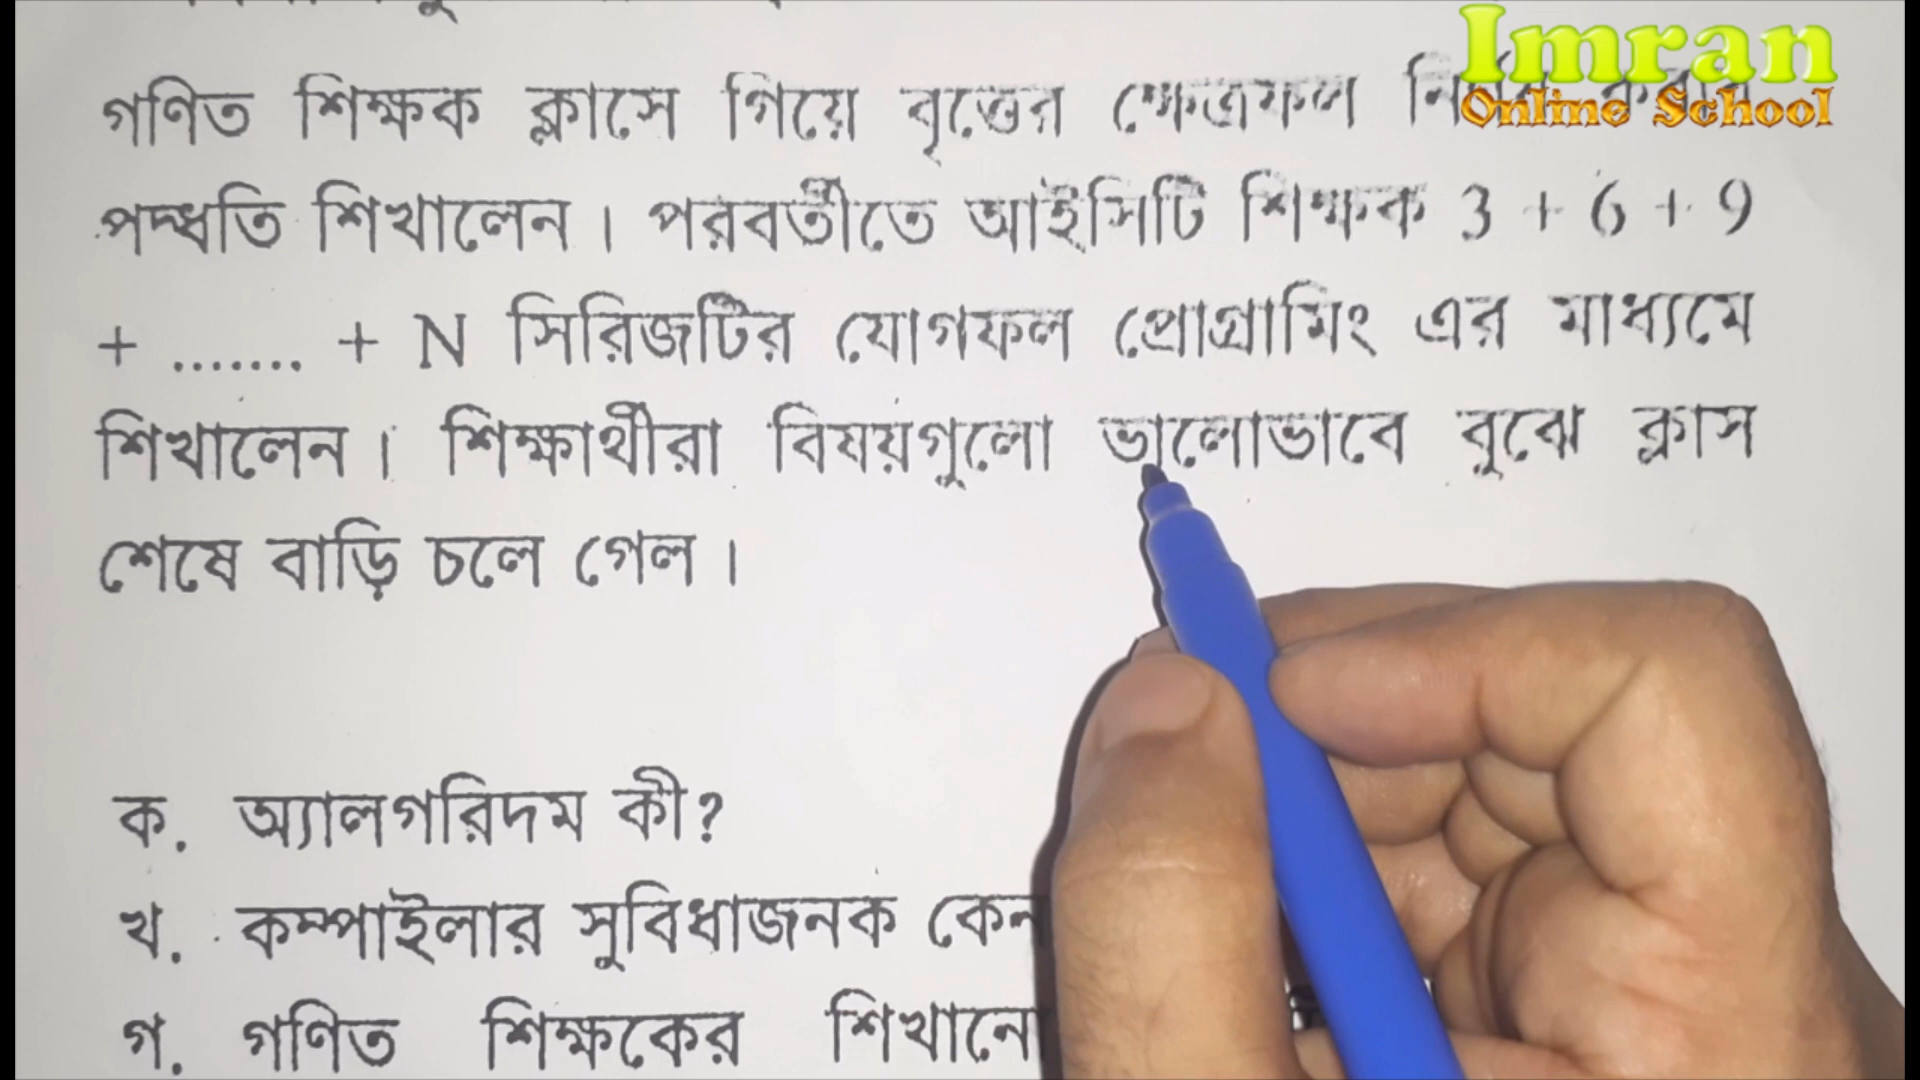 Imran
Online School
গণিত শিক্ষক ক্লাসে গিয়ে বৃত্তের ক্ষেত্রফল
পদ্ধতি শিখালেন। পরবর্তীতে আইসিটি শিক্ষক 3 + 6 + 9
+ ....... + N সিরিজটির যোগফল প্রোগ্রামিং এর মাধ্যমে
শিখালেন। শিক্ষার্থীরা বিষয়গুলো ভালোভাবে বুঝে ক্লাস
শেষে বাড়ি চলে গেল।
ক. অ্যালগরিদম কী?
খ. কম্পাইলার সুবিধাজনক কেন
গ. গণিত শিক্ষকের শিখানো